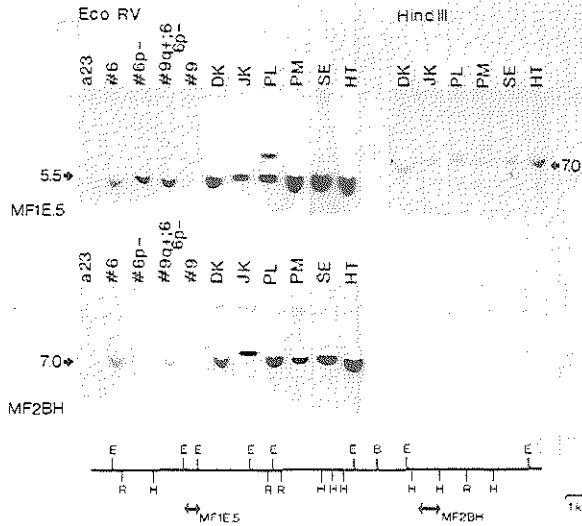 Eco RV
Hind III
a23 #6 #6p- #9q+;6 6p- #9 DK JK PL PM SE HT
DK JK PL PM SE HT
5.5
7.0
MF1E.5
a23 #6 #6p- #9q+;6 6p- #9 DK JK PL PM SE HT
7.0
MF2BH
E E E E E E B E E
R H R R H H H H H R H
MF1E.5 MF2BH
1k